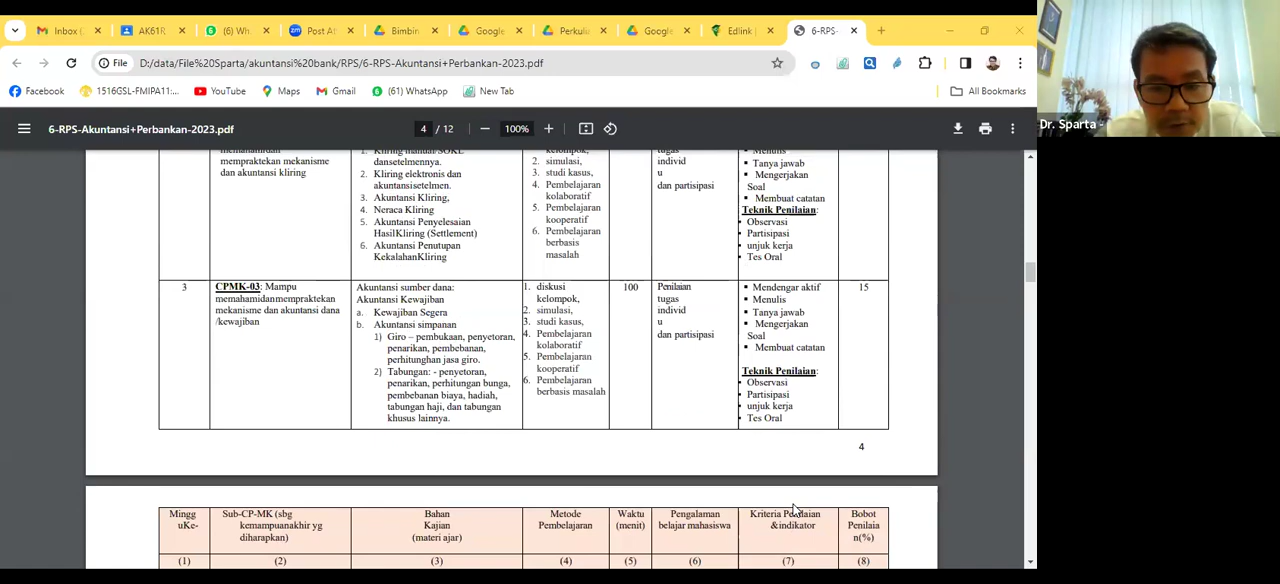 Inbox (
AK61R
(6) Wh
Post At
Bimbin
Google
Perkulia
Google
Edlink |
6-RPS-
File
D:/data/File%20Sparta/akuntansi%20bank/RPS/6-RPS-Akuntansi+Perbankan-2023.pdf
Facebook
1516GSL-FMIPA11:...
YouTube
Maps
Gmail
(61) WhatsApp
New Tab
All Bookmarks
6-RPS-Akuntansi+Perbankan-2023.pdf
4 / 12
100%
Dr. Sparta -
memahamidan
mempraktekan mekanisme
dan akuntansi kliring
1. Kliring manual/SOKL
dansetelmennya.
2. Kliring elektronis dan
akuntansisetelmen.
3. Akuntansi Kliring,
4. Neraca Kliring
5. Akuntansi Penyelesaian
HasilKliring (Settlement)
6. Akuntansi Penutupan
KekalahanKliring
kelompok,
2. simulasi,
3. studi kasus,
4. Pembelajaran
kolaboratif
5. Pembelajaran
kooperatif
6. Pembelajaran
berbasis
masalah
tugas
individ
u
dan partisipasi
Menulis
Tanya jawab
Mengerjakan
Soal
Membuat catatan
Teknik Penilaian:
Observasi
Partisipasi
unjuk kerja
Tes Oral
3
CPMK-03: Mampu
memahamidanmempraktekan
mekanisme dan akuntansi dana
/kewajiban
Akuntansi sumber dana:
Akuntansi Kewajiban
a. Kewajiban Segera
b. Akuntansi simpanan
1) Giro – pembukaan, penyetoran,
penarikan, pembebanan,
perhitunghan jasa giro.
2) Tabungan: - penyetoran,
penarikan, perhitungan bunga,
pembebanan biaya, hadiah,
tabungan haji, dan tabungan
khusus lainnya.
1. diskusi
kelompok,
2. simulasi,
3. studi kasus,
4. Pembelajaran
kolaboratif
5. Pembelajaran
kooperatif
6. Pembelajaran
berbasis masalah
100
Penilaian
tugas
individ
u
dan partisipasi
Mendengar aktif
Menulis
Tanya jawab
Mengerjakan
Soal
Membuat catatan
Teknik Penilaian:
Observasi
Partisipasi
unjuk kerja
Tes Oral
15
4
Mingg
uKe-
Sub-CP-MK (sbg
kemampuanakhir yg
diharapkan)
Bahan
Kajian
(materi ajar)
Metode
Pembelajaran
Waktu
(menit)
Pengalaman
belajar mahasiswa
Kriteria Penilaian
&indikator
Bobot
Penilaia
n(%)
(1)
(2)
(3)
(4)
(5)
(6)
(7)
(8)